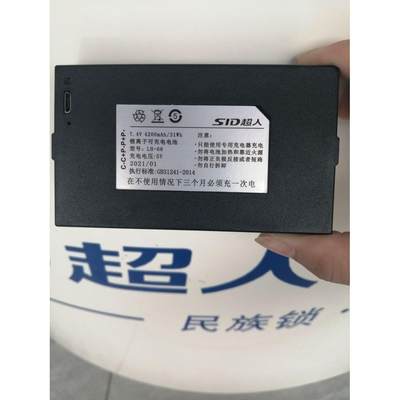 SID超人
7.4V 4200mAh/31Wh
锂离子可充电电池
型号: LB-68
充电电压:5V
2021/01
执行标准:GB31241-2014
注意:
●只能使用专用充电器充电
●勿将电池加热和靠近火源
●勿将正负极反接或者短路
●勿自行拆卸
在不使用情况下三个月必须充一次电
C-C+P-P+P-
超人
民族锁